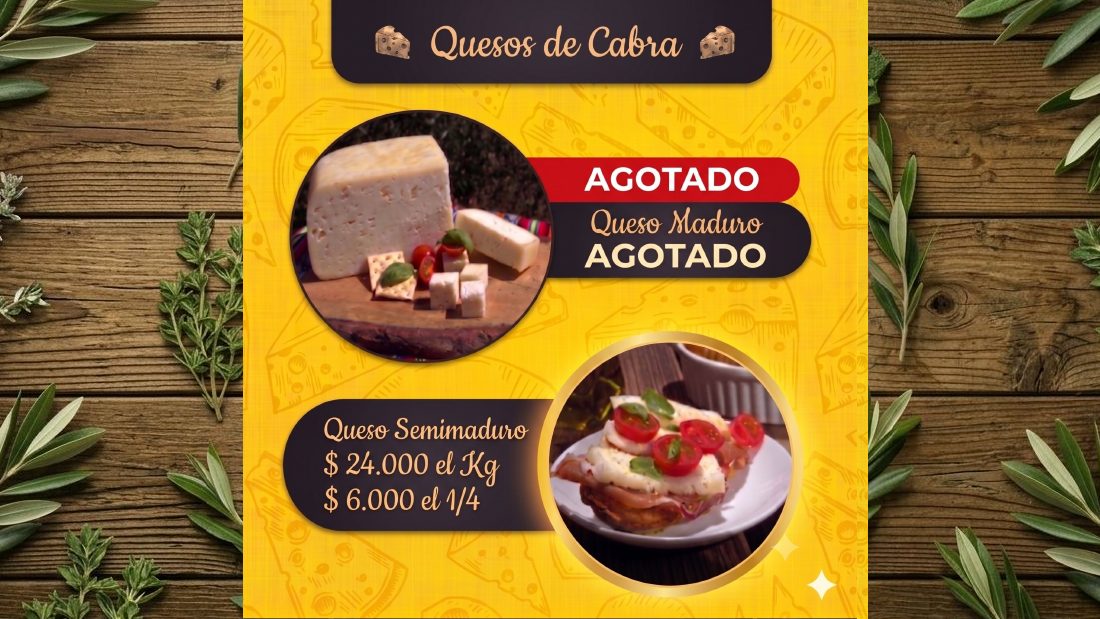 Quesos de Cabra
AGOTADO
Queso Maduro
AGOTADO
Queso Semimaduro
$ 24.000 el Kg
$ 6.000 el 1/4